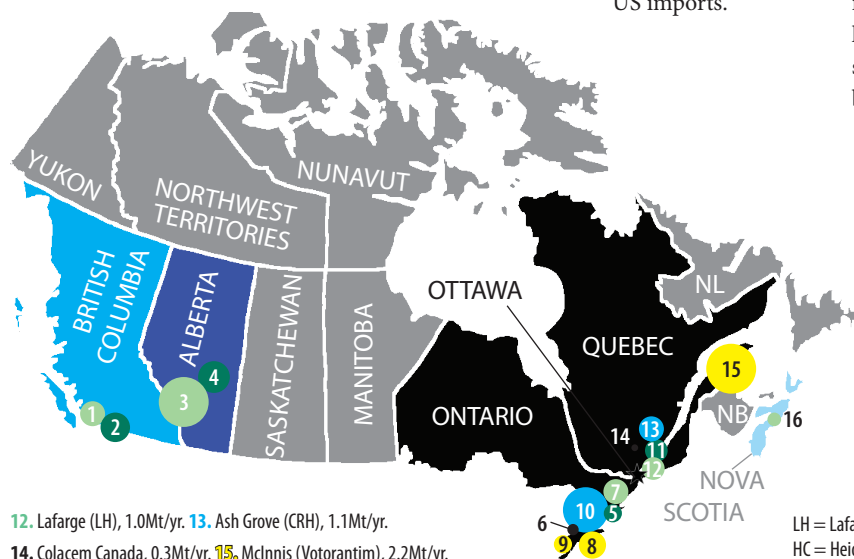 US imports.
YUKON
NORTHWEST
TERRITORIES
NUNAVUT
BRITISH
COLUMBIA
ALBERTA
SASKATCHEWAN
MANITOBA
OTTAWA
ONTARIO
QUEBEC
NL
NB
NOVA
SCOTIA
1
2
3
4
15
16
14
13
11
12
7
5
10
6
9
8
12. Lafarge (LH), 1.0Mt/yr. 13. Ash Grove (CRH), 1.1Mt/yr.
14. Colacem Canada, 0.3Mt/yr. 15. McInnis (Votorantim), 2.2Mt/yr.
LH = Lafa
HC = Heid